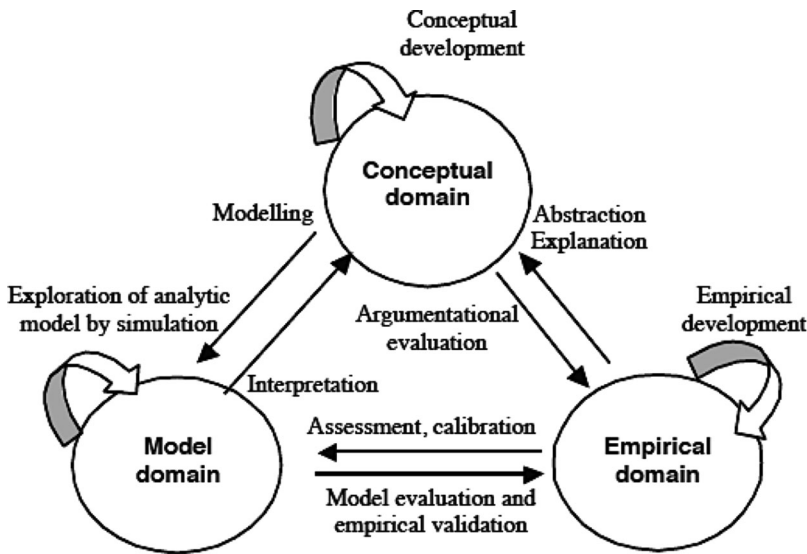 Conceptual
development
Conceptual
domain
Modelling
Abstraction
Explanation
Exploration of analytic
model by simulation
Argumentational
evaluation
Empirical
development
Interpretation
Model
domain
Assessment, calibration
Model evaluation and
empirical validation
Empirical
domain